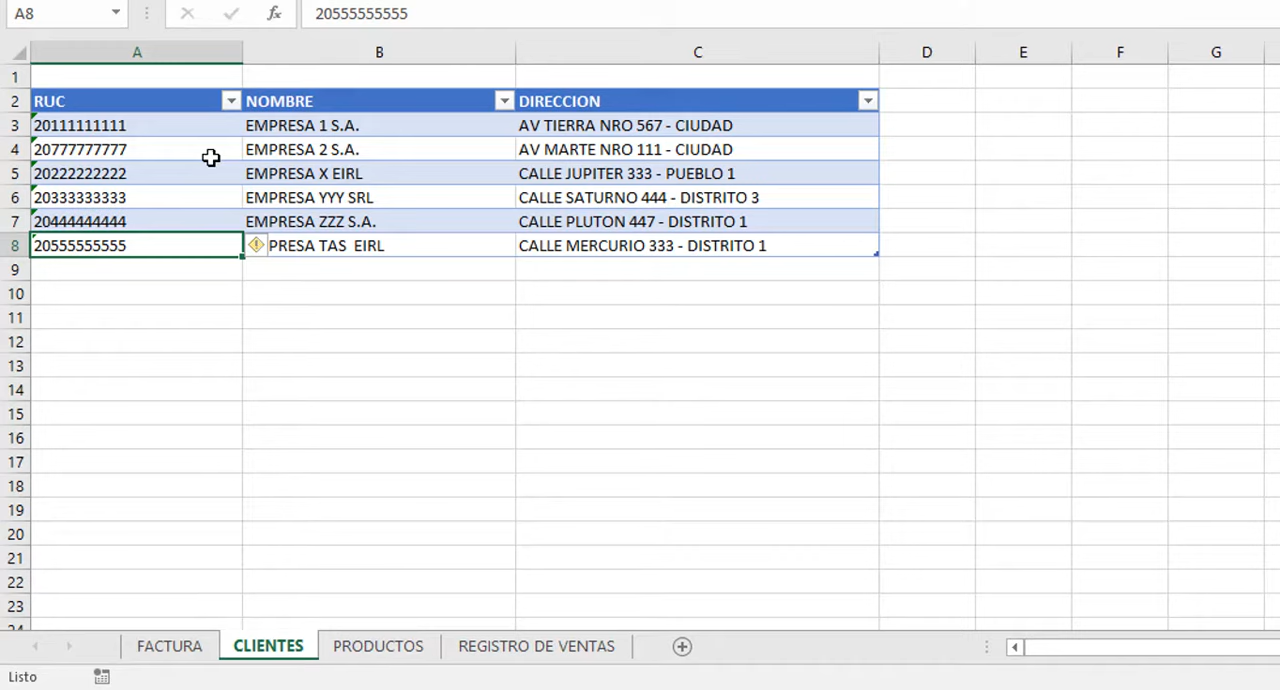 A8 fx 20555555555
A B C D E F G
1
2 RUC NOMBRE DIRECCION
3 20111111111 EMPRESA 1 S.A. AV TIERRA NRO 567 - CIUDAD
4 20777777777 EMPRESA 2 S.A. AV MARTE NRO 111 - CIUDAD
5 20222222222 EMPRESA X EIRL CALLE JUPITER 333 - PUEBLO 1
6 20333333333 EMPRESA YYY SRL CALLE SATURNO 444 - DISTRITO 3
7 20444444444 EMPRESA ZZZ S.A. CALLE PLUTON 447 - DISTRITO 1
8 20555555555 PRESA TAS EIRL CALLE MERCURIO 333 - DISTRITO 1
9
10
11
12
13
14
15
16
17
18
19
20
21
22
23
24
FACTURA CLIENTES PRODUCTOS REGISTRO DE VENTAS
Listo